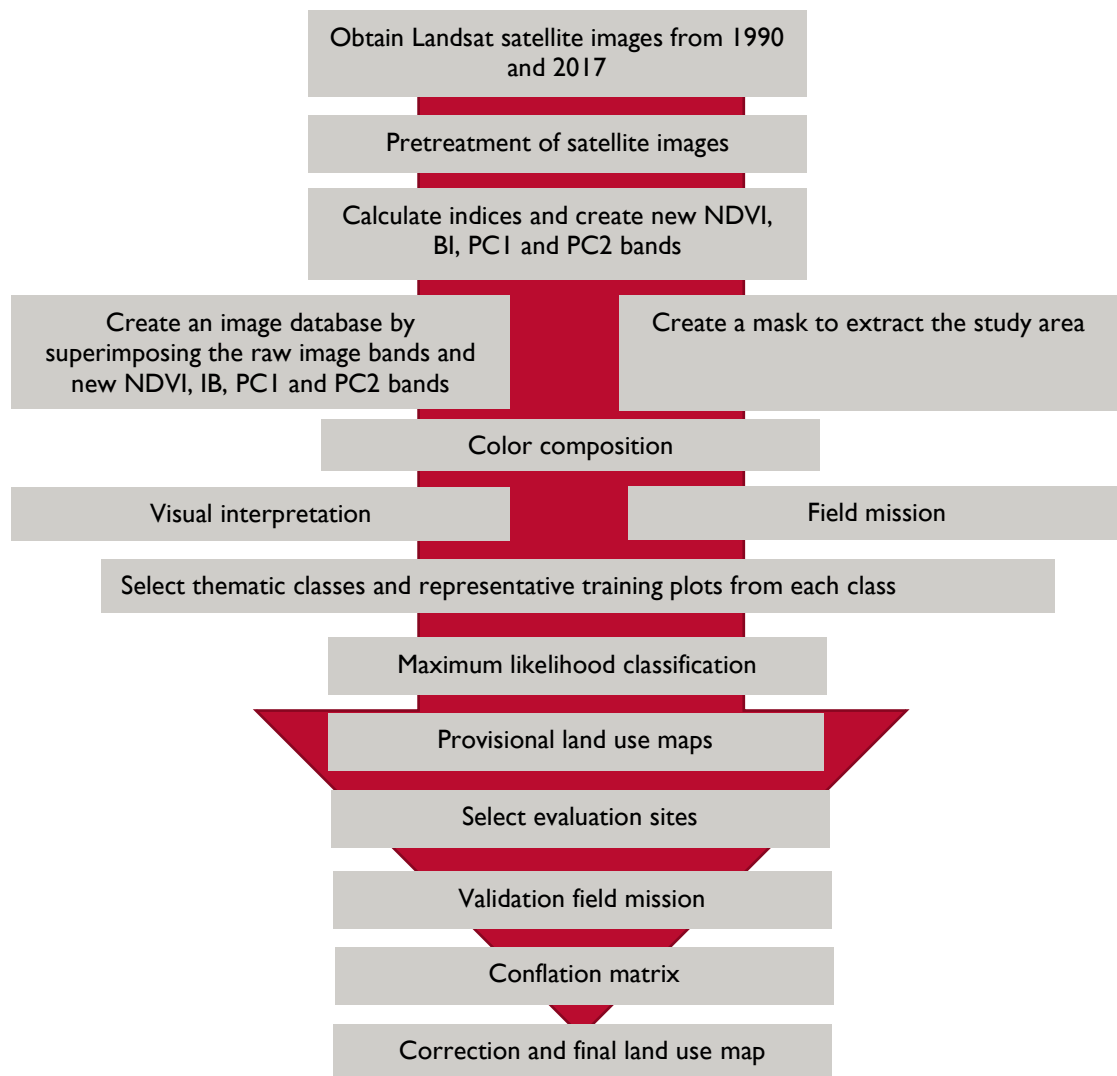 Obtain Landsat satellite images from 1990
and 2017
Pretreatment of satellite images
Calculate indices and create new NDVI,
BI, PC1 and PC2 bands
Create an image database by
superimposing the raw image bands and
new NDVI, IB, PC1 and PC2 bands
Create a mask to extract the study area
Color composition
Visual interpretation
Field mission
Select thematic classes and representative training plots from each class
Maximum likelihood classification
Provisional land use maps
Select evaluation sites
Validation field mission
Conflation matrix
Correction and final land use map